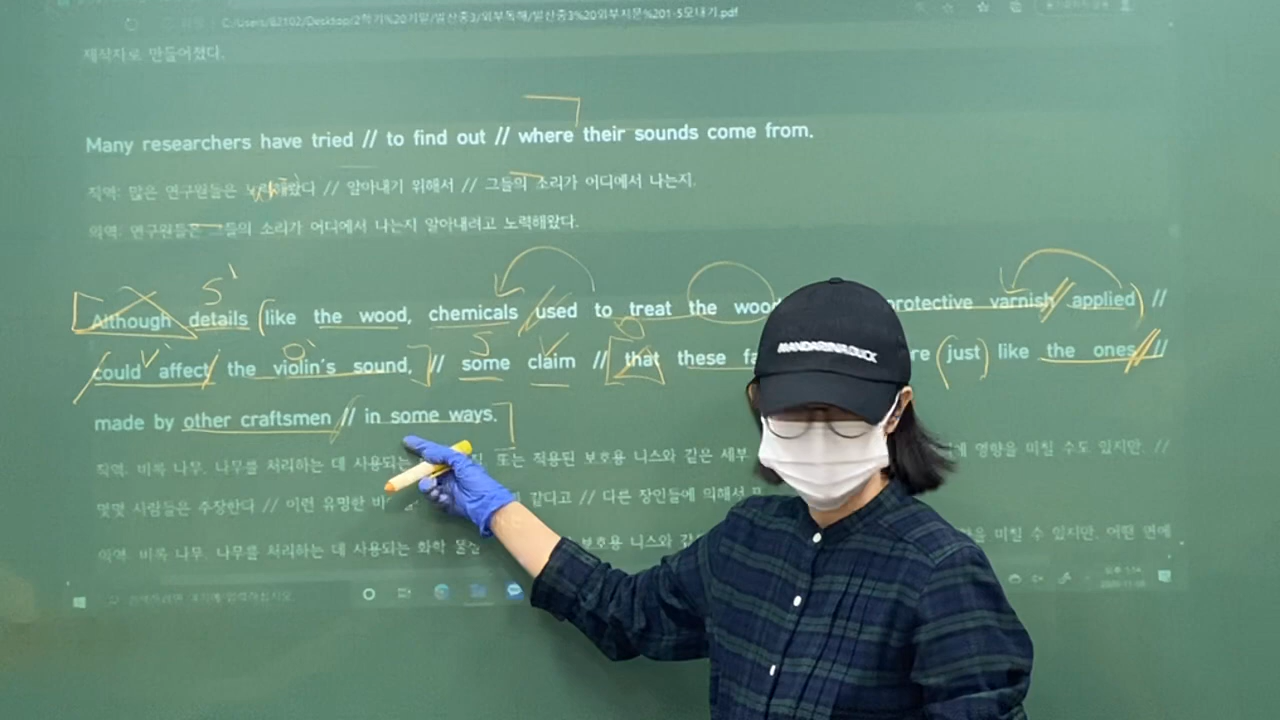 C:/Users/82102/Desktop/2학기%20기말/발산중3/외부독해/발산중3%20외부지문%201-5모내기.pdf
제작자로 만들어졌다.
Many researchers have tried // to find out // where their sounds come from.
직역: 많은 연구원들은 노력해왔다 // 알아내기 위해서 // 그들의 소리가 어디에서 나는지.
의역: 연구원들은 그들의 소리가 어디에서 나는지 알아내려고 노력해왔다.
S'
Although details (like the wood, chemicals used to treat the wood protective varnish applied) //
V' O' S V
could affect the violin's sound, // some claim // that these (just) like the ones //
made by other craftsmen // in some ways.
직역: 비록 나무, 나무를 처리하는 데 사용되는 또는 적용된 보호용 니스와 같은 세부 영향을 미칠 수도 있지만. //
몇몇 사람들은 주장한다 // 이런 유명한 같다고 // 다른 장인들에 의해서
의역: 비록 나무, 나무를 처리하는 데 사용되는 화학 물질 보호용 니스와 미칠 수 있지만, 어떤 면에
MANDARINA DUCK